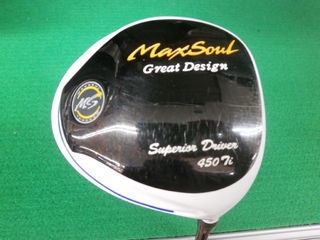 MaxSoul
Great Design
MS
Superior Driver
450 Ti